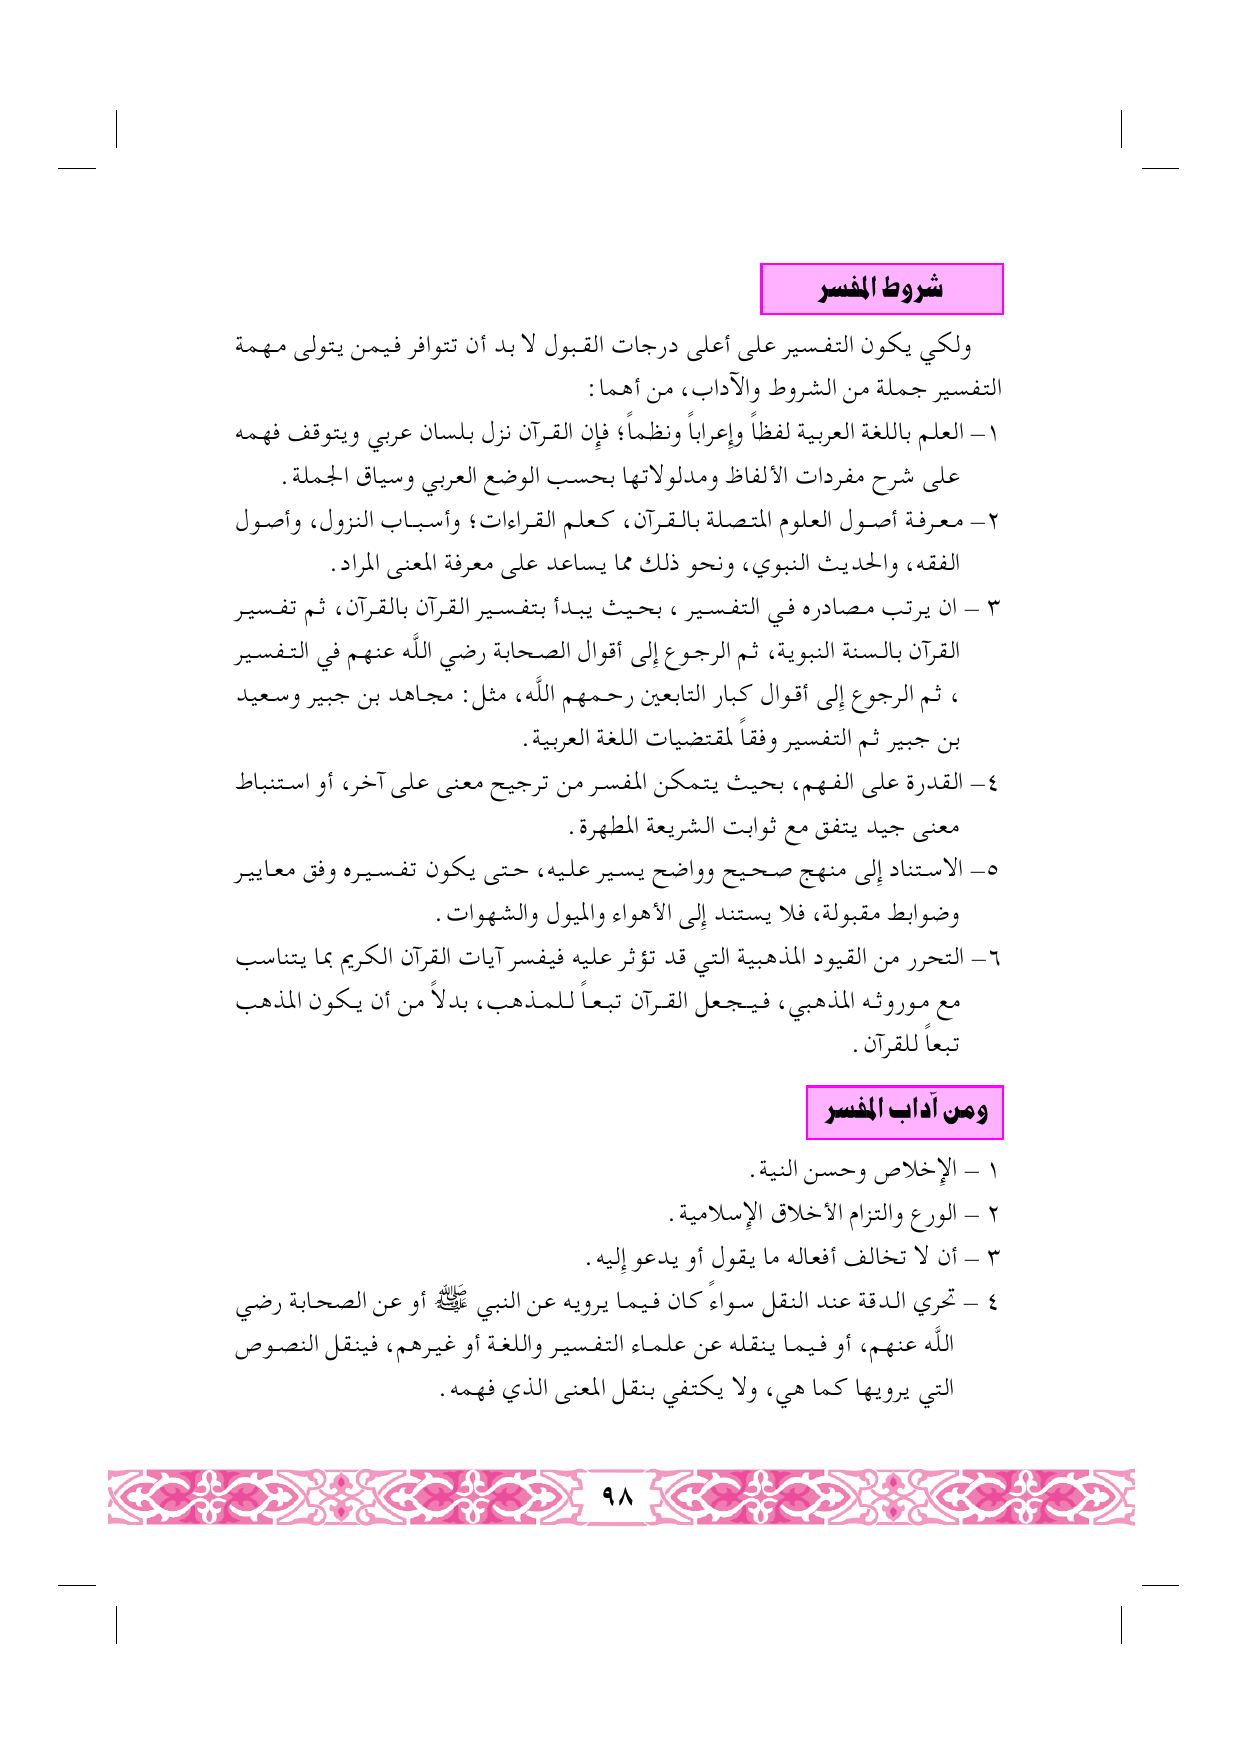 شروط المفسر
ولكي يكون التفسير على أعلى درجات القبول لا بد أن تتوافر فيمن يتولى مهمة
التفسير جملة من الشروط والآداب، من أهما:
١– العلم باللغة العربية لفظاً وإِعراباً ونظماً؛ فإِن القرآن نزل بلسان عربي ويتوقف فهمه
على شرح مفردات الألفاظ ومدلولاتها بحسب الوضع العربي وسياق الجملة.
٢– معرفة أصول العلوم المتصلة بالقرآن، كعلم القراءات؛ وأسباب النزول، وأصول
الفقه، والحديث النبوي، ونحو ذلك مما يساعد على معرفة المعنى المراد.
٣ – ان يرتب مصادره في التفسير ، بحيث يبدأ بتفسير القرآن بالقرآن، ثم تفسير
القرآن بالسنة النبوية، ثم الرجوع إِلى أقوال الصحابة رضي اللَّه عنهم في التفسير
، ثم الرجوع إِلى أقوال كبار التابعين رحمهم اللَّه، مثل: مجاهد بن جبير وسعيد
بن جبير ثم التفسير وفقاً لمقتضيات اللغة العربية.
٤– القدرة على الفهم، بحيث يتمكن المفسر من ترجيح معنى على آخر، أو استنباط
معنى جيد يتفق مع ثوابت الشريعة المطهرة.
٥– الاستناد إِلى منهج صحيح وواضح يسير عليه، حتى يكون تفسيره وفق معايير
وضوابط مقبولة، فلا يستند إِلى الأهواء والميول والشهوات.
٦– التحرر من القيود المذهبية التي قد تؤثر عليه فيفسر آيات القرآن الكريم بما يتناسب
مع موروثه المذهبي، فيجعل القرآن تبعاً للمذهب، بدلاً من أن يكون المذهب
تبعاً للقرآن.
ومن آداب المفسر
١ – الإِخلاص وحسن النية.
٢ – الورع والتزام الأخلاق الإِسلامية.
٣ – أن لا تخالف أفعاله ما يقول أو يدعو إِليه.
٤ – تحري الدقة عند النقل سواءً كان فيما يرويه عن النبي ﷺ أو عن الصحابة رضي
اللَّه عنهم، أو فيما ينقله عن علماء التفسير واللغة أو غيرهم، فينقل النصوص
التي يرويها كما هي، ولا يكتفي بنقل المعنى الذي فهمه.
٩٨